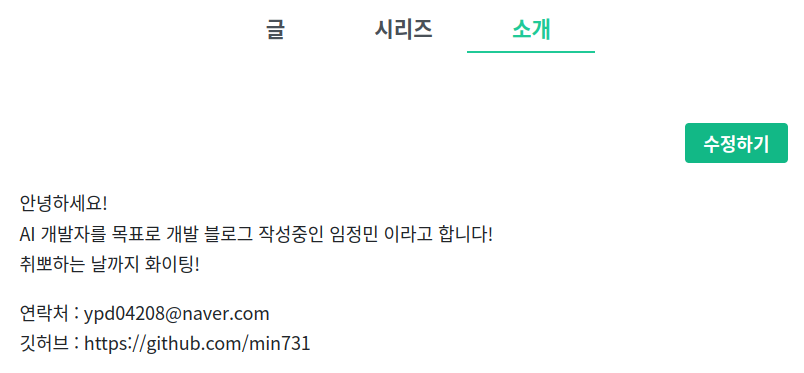 글 시리즈 소개
수정하기
안녕하세요!
AI 개발자를 목표로 개발 블로그 작성중인 임정민 이라고 합니다!
취뽀하는 날까지 화이팅!
연락처 : ypd04208@naver.com
깃허브 : https://github.com/min731